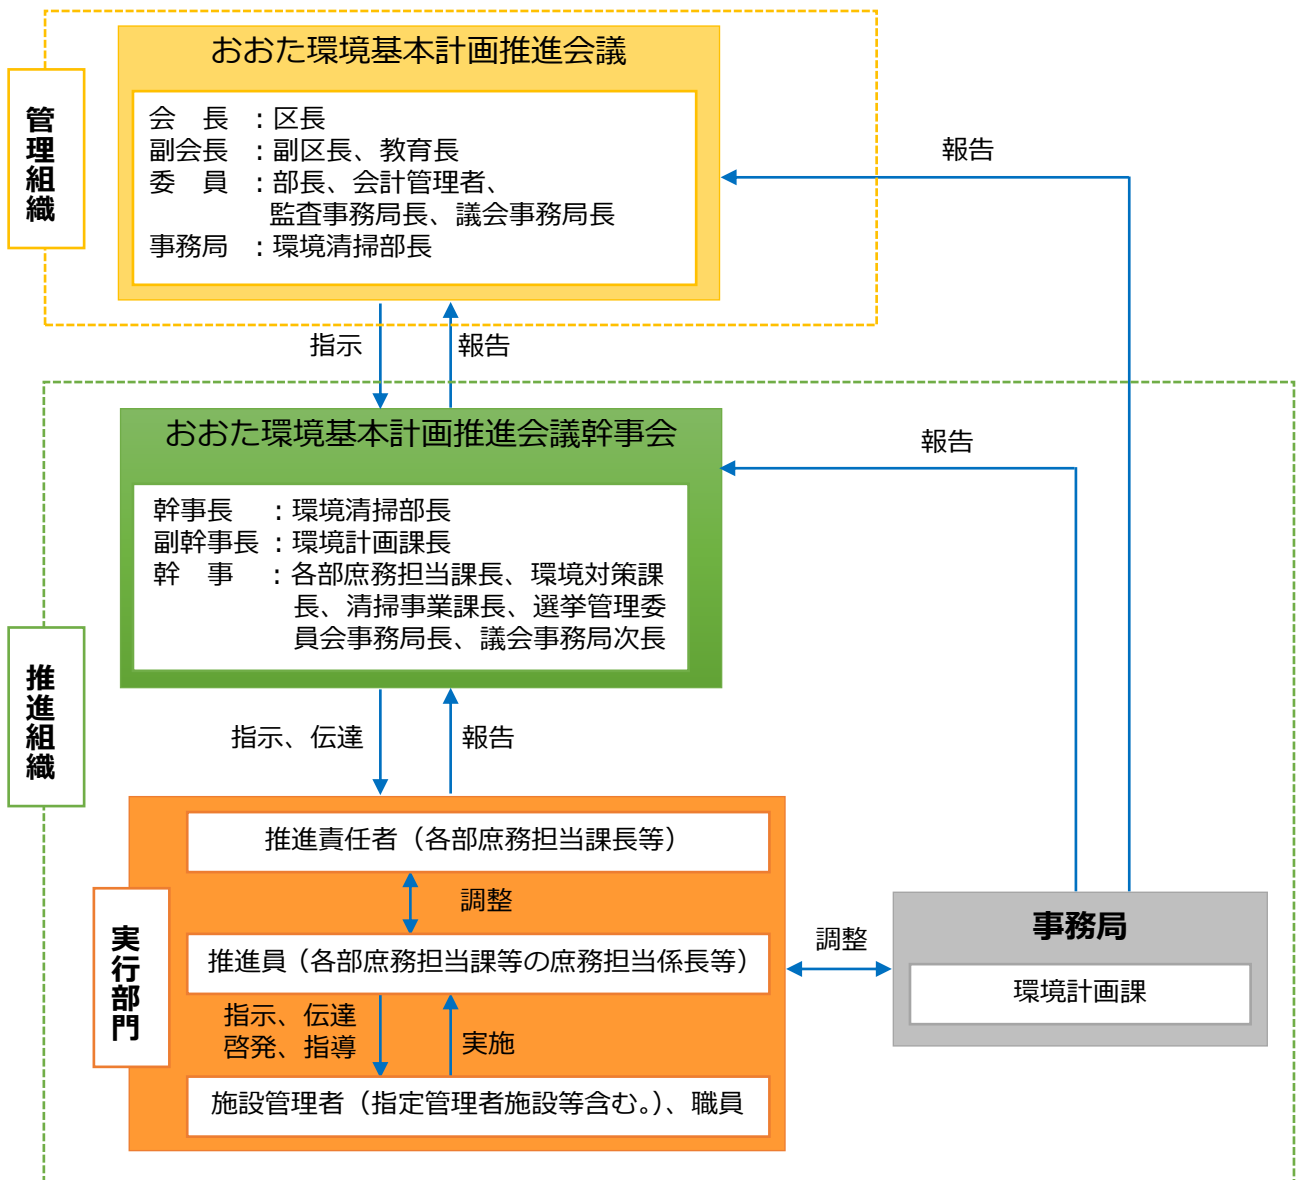 管理組織
おおた環境基本計画推進会議
会　長　：区長
副会長　：副区長、教育長
委　員　：部長、会計管理者、
監査事務局長、議会事務局長
事務局　：環境清掃部長
報告
指示
報告
推進組織
おおた環境基本計画推進会議幹事会
幹事長　：環境清掃部長
副幹事長：環境計画課長
幹　事　：各部庶務担当課長、環境対策課
長、清掃事業課長、選挙管理委
員会事務局長、議会事務局次長
報告
指示、伝達
報告
実行部門
推進責任者（各部庶務担当課長等）
調整
推進員（各部庶務担当課等の庶務担当係長等）
指示、伝達
啓発、指導
実施
施設管理者（指定管理者施設等含む。）、職員
調整
事務局
環境計画課